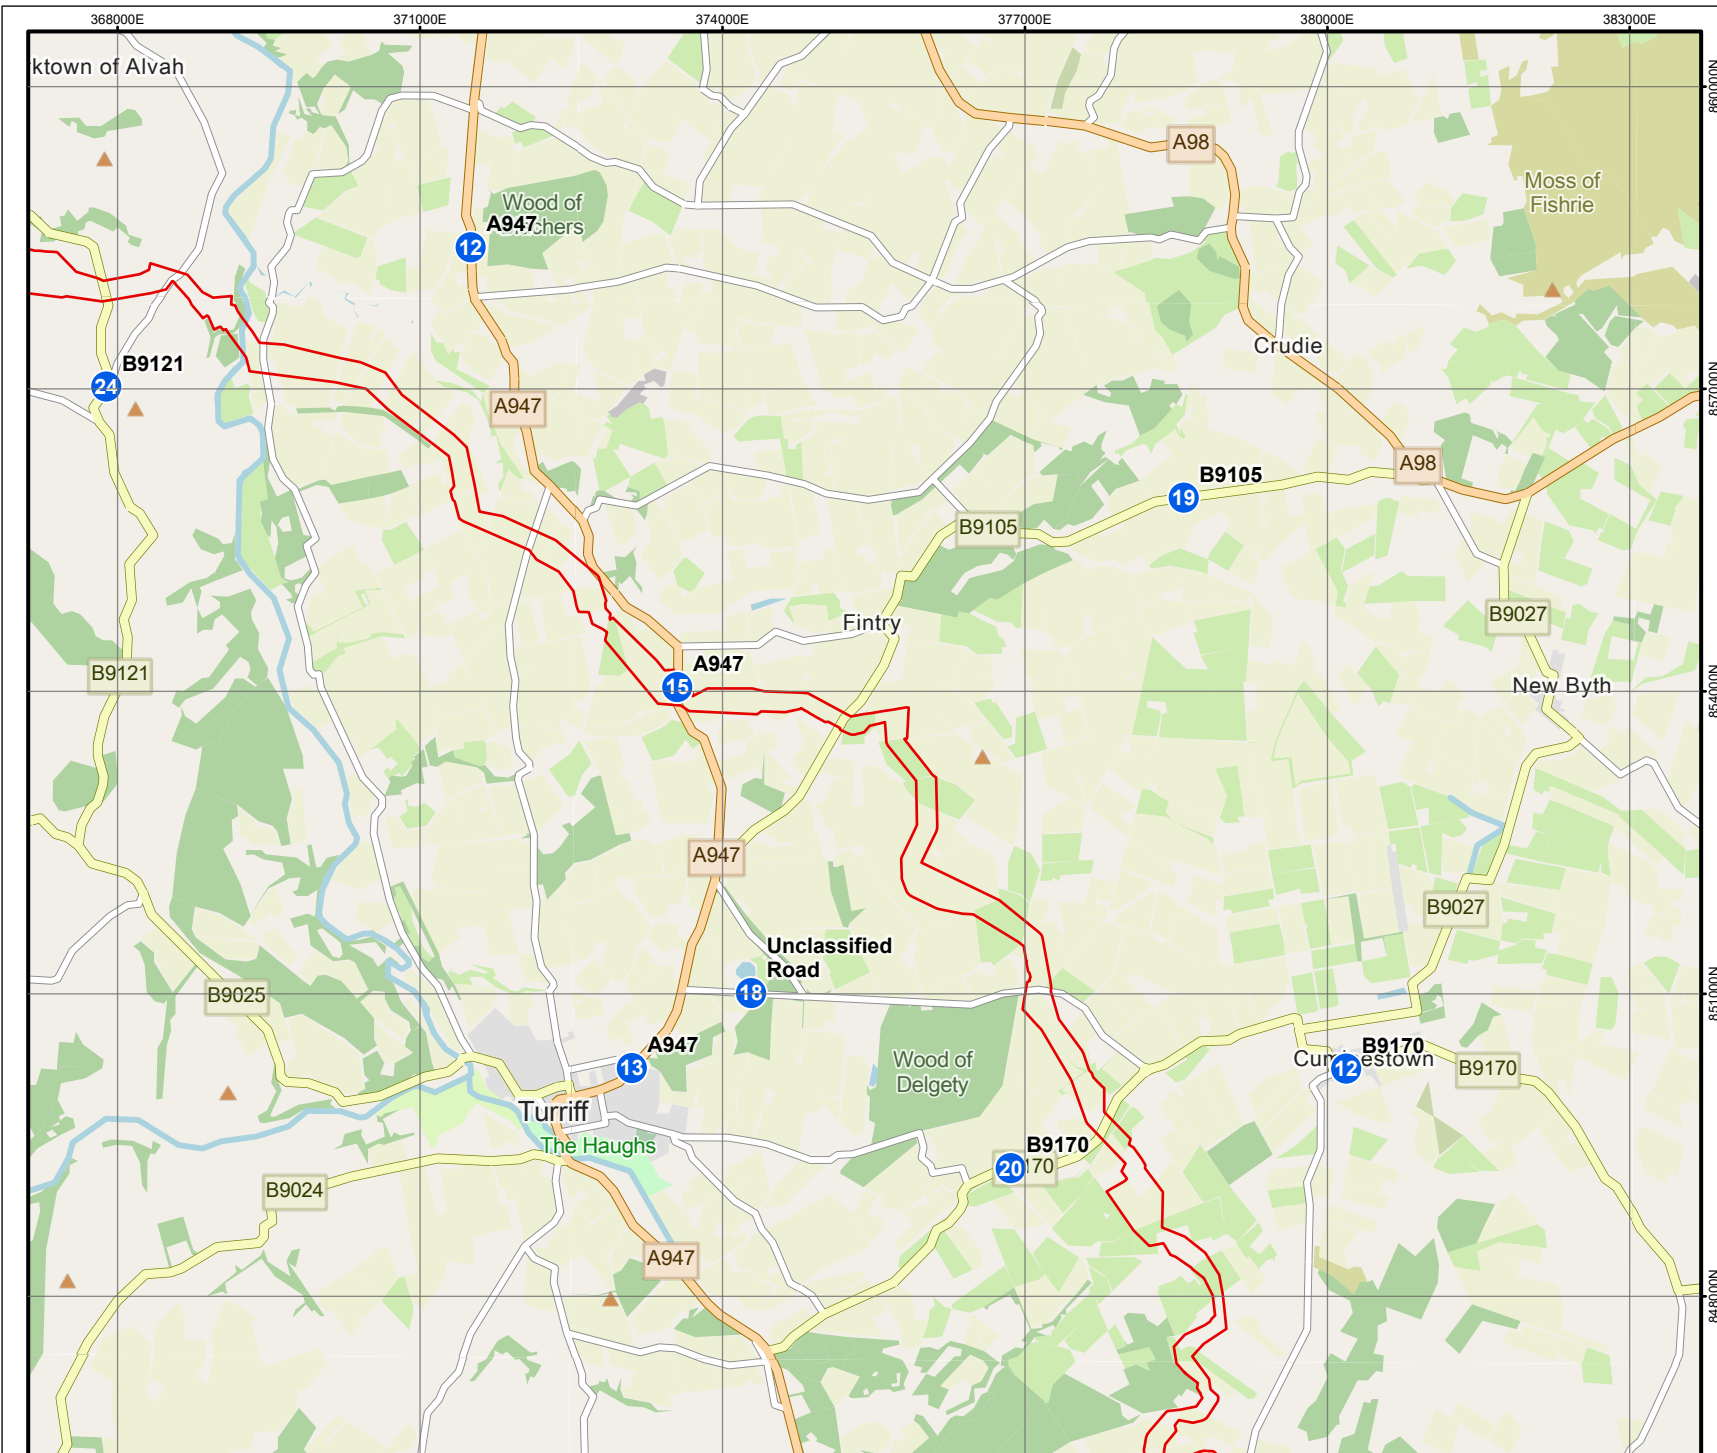 368000E
371000E
374000E
377000E
380000E
383000E
ktown of Alvah
860000N
A98
Moss of
Fishrie
Wood of
chers
A947
12
Crudie
B9121
24
857000N
A947
A98
B9105
19
B9105
B9027
Fintry
B9121
A947
15
New Byth
854000N
A947
B9027
Unclassified
Road
18
B9025
851000N
A947
13
Wood of
Delgety
B9170
Cum estown
12
B9170
Turriff
The Haughs
B9170
20
170
B9024
A947
848000N